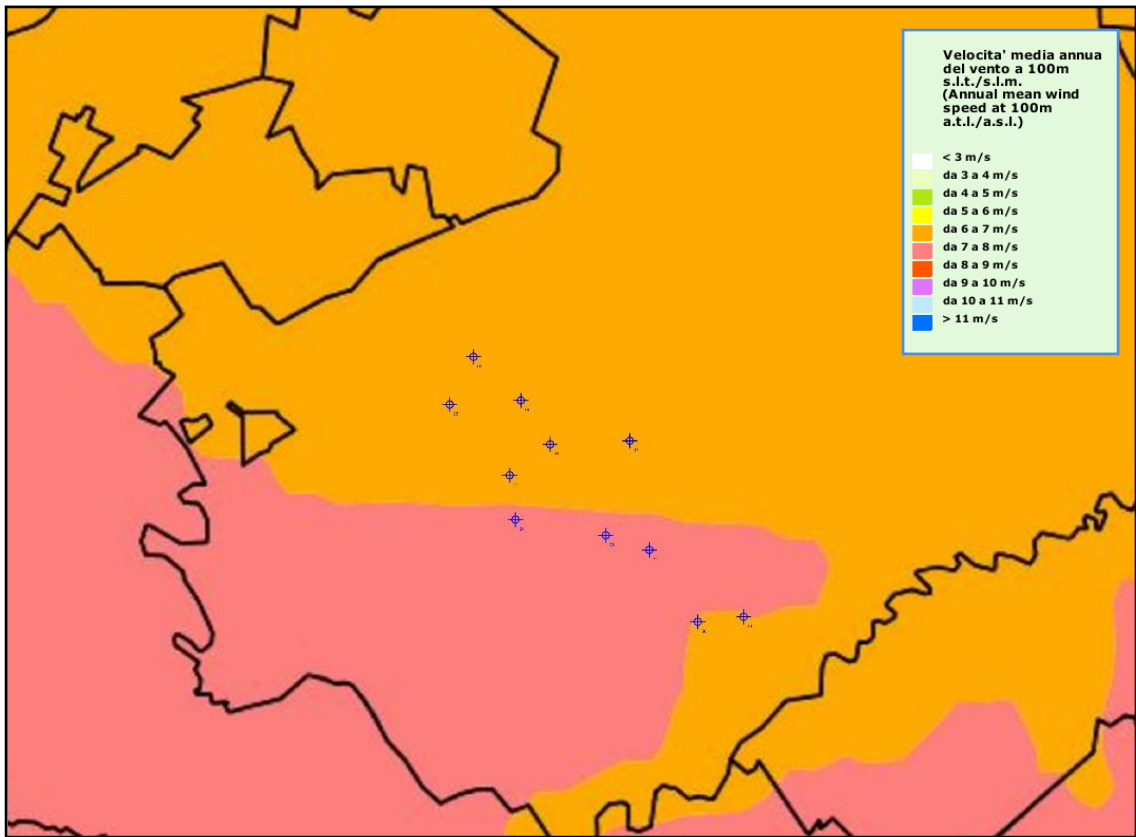 Velocita' media annua
del vento a 100m
s.l.t./s.l.m.
(Annual mean wind
speed at 100m
a.t.l./a.s.l.)
< 3 m/s
da 3 a 4 m/s
da 4 a 5 m/s
da 5 a 6 m/s
da 6 a 7 m/s
da 7 a 8 m/s
da 8 a 9 m/s
da 9 a 10 m/s
da 10 a 11 m/s
> 11 m/s